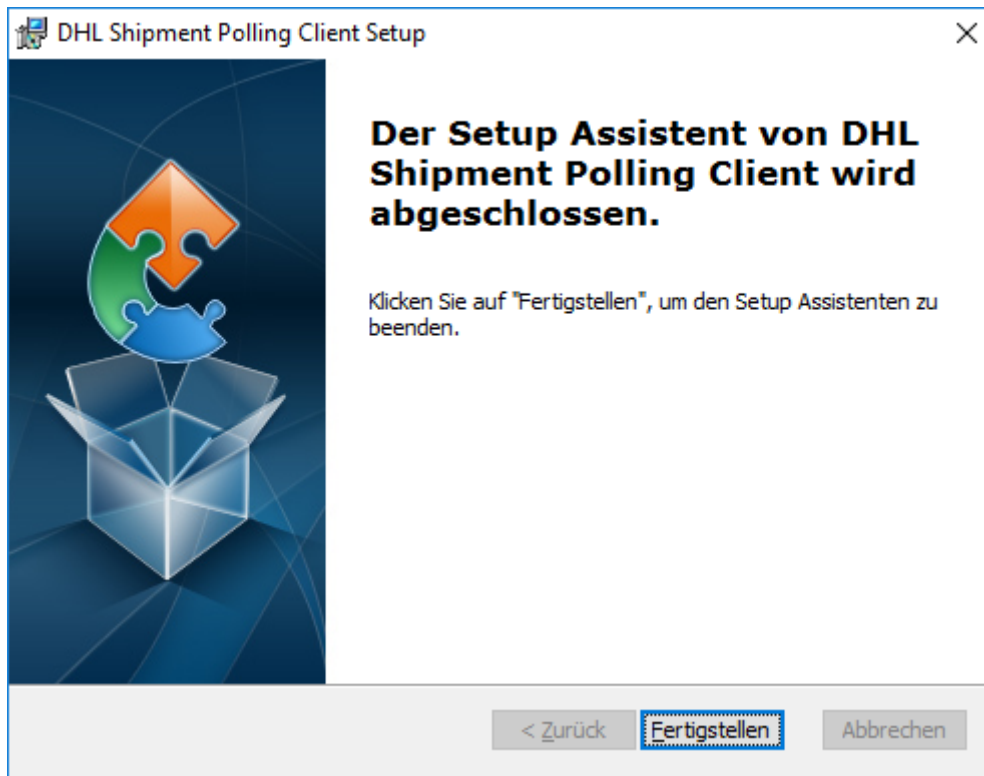 DHL Shipment Polling Client Setup
Der Setup Assistent von DHL
Shipment Polling Client wird
abgeschlossen.
Klicken Sie auf "Fertigstellen", um den Setup Assistenten zu
beenden.
< Zurück Fertigstellen Abbrechen